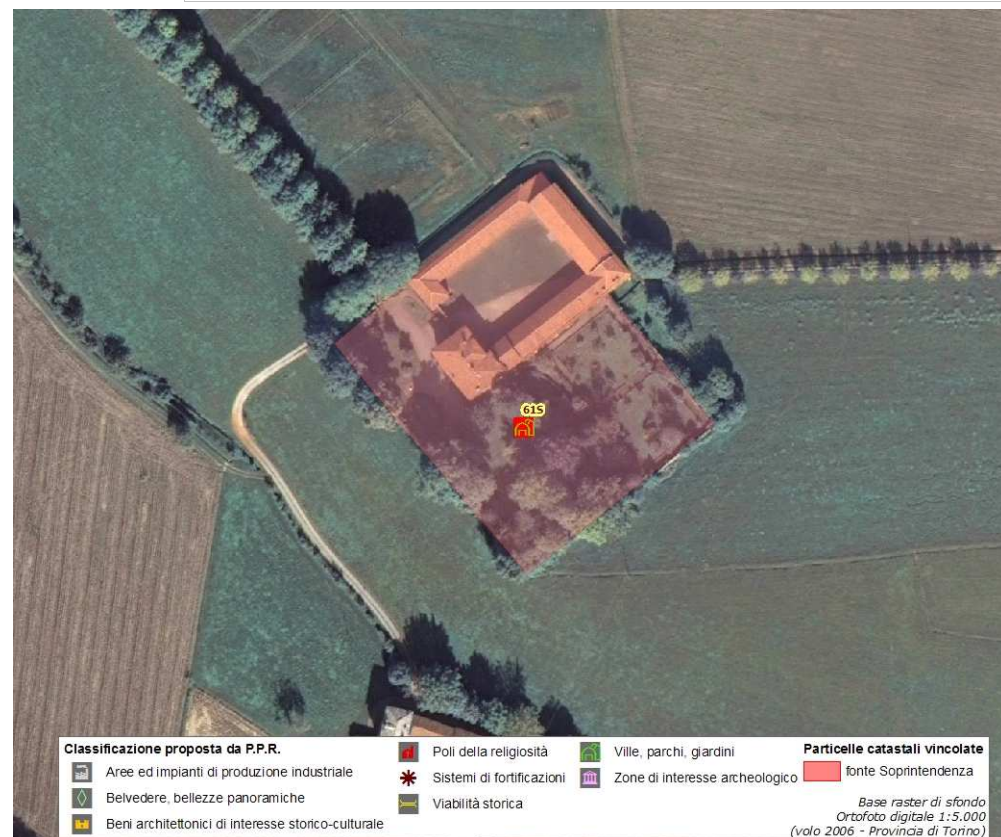 61S
Classificazione proposta da P.P.R.
Aree ed impianti di produzione industriale
Belvedere, bellezze panoramiche
Beni architettonici di interesse storico-culturale
Poli della religiosità
Sistemi di fortificazioni
Viabilità storica
Ville, parchi, giardini
Zone di interesse archeologico
Particelle catastali vincolate
fonte Soprintendenza
Base raster di sfondo
Ortofoto digitale 1:5.000
(volo 2006 - Provincia di Torino)